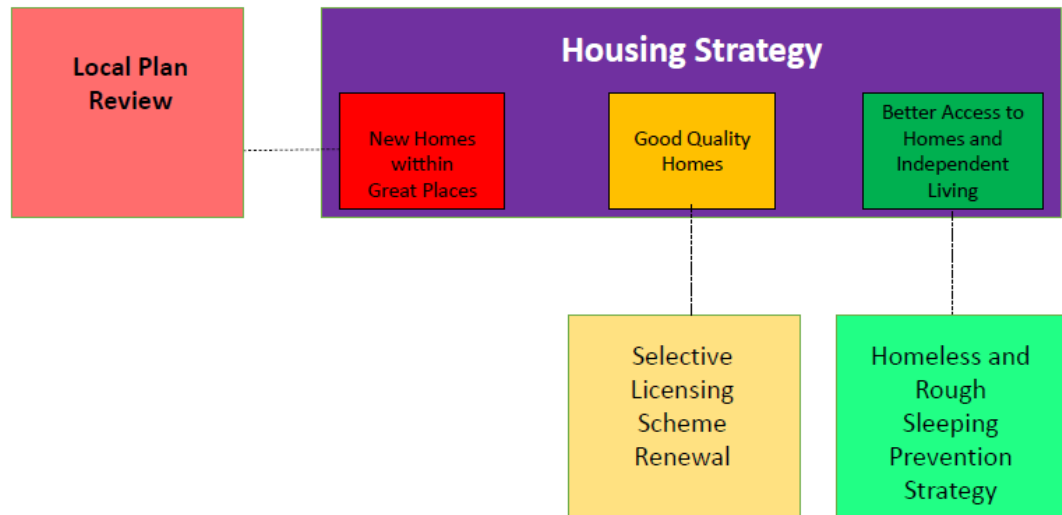 Local Plan
Review
Housing Strategy
New Homes
witthin
Great Places
Good Quality
Homes
Better Access to
Homes and
Independent
Living
Selective
Licensing
Scheme
Renewal
Homeless and
Rough
Sleeping
Prevention
Strategy